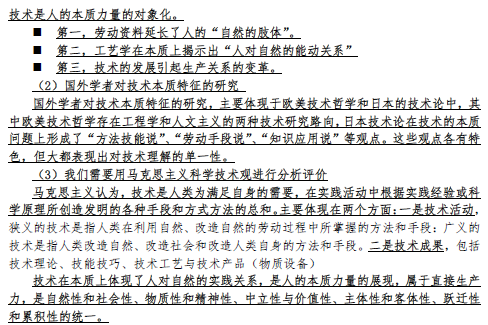 技术是人的本质力量的对象化。
■ 第一，劳动资料延长了人的“自然的肢体”。
■ 第二，工艺学在本质上揭示出“人对自然的能动关系”
■ 第三，技术的发展引起生产关系的变革。
（2）国外学者对技术本质特征的研究
国外学者对技术本质特征的研究，主要体现于欧美技术哲学和日本的技术论中，其
中欧美技术哲学存在工程学和人文主义的两种技术研究路向，日本技术论在技术的本质
问题上形成了“方法技能说”、“劳动手段说”、“知识应用说”等观点。这些观点各有特
色，但大都表现出对技术理解的单一性。
（3）我们需要用马克思主义科学技术观进行分析评价
马克思主义认为，技术是人类为满足自身的需要，在实践活动中根据实践经验或科
学原理所创造发明的各种手段和方式方法的总和。主要体现在两个方面：一是技术活动，
狭义的技术是指人类在利用自然、改造自然的劳动过程中所掌握的方法和手段；广义的
技术是指人类改造自然、改造社会和改造人类自身的方法和手段。二是技术成果，包括
技术理论、技能技巧、技术工艺与技术产品（物质设备）
技术在本质上体现了人对自然的实践关系，是人的本质力量的展现，属于直接生产
力，是自然性和社会性、物质性和精神性、中立性与价值性、主体性和客体性、跃迁性
和累积性的统一。